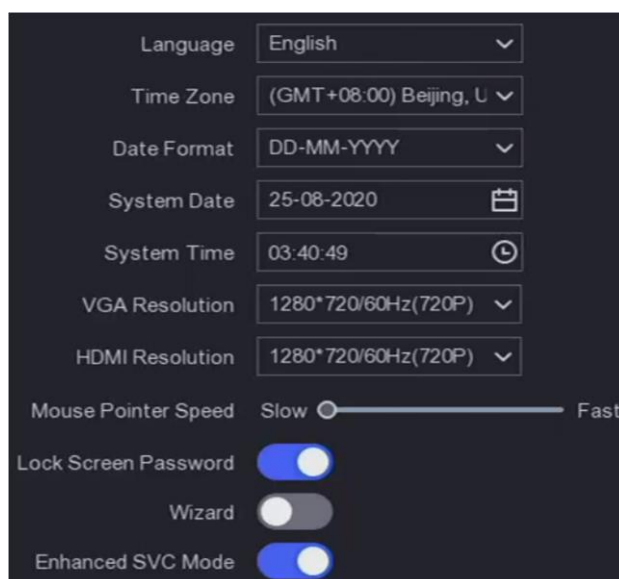 Language English
Time Zone (GMT+08:00) Beijing, U
Date Format DD-MM-YYYY
System Date 25-08-2020
System Time 03:40:49
VGA Resolution 1280*720/60Hz(720P)
HDMI Resolution 1280*720/60Hz(720P)
Mouse Pointer Speed Slow Fast
Lock Screen Password
Wizard
Enhanced SVC Mode